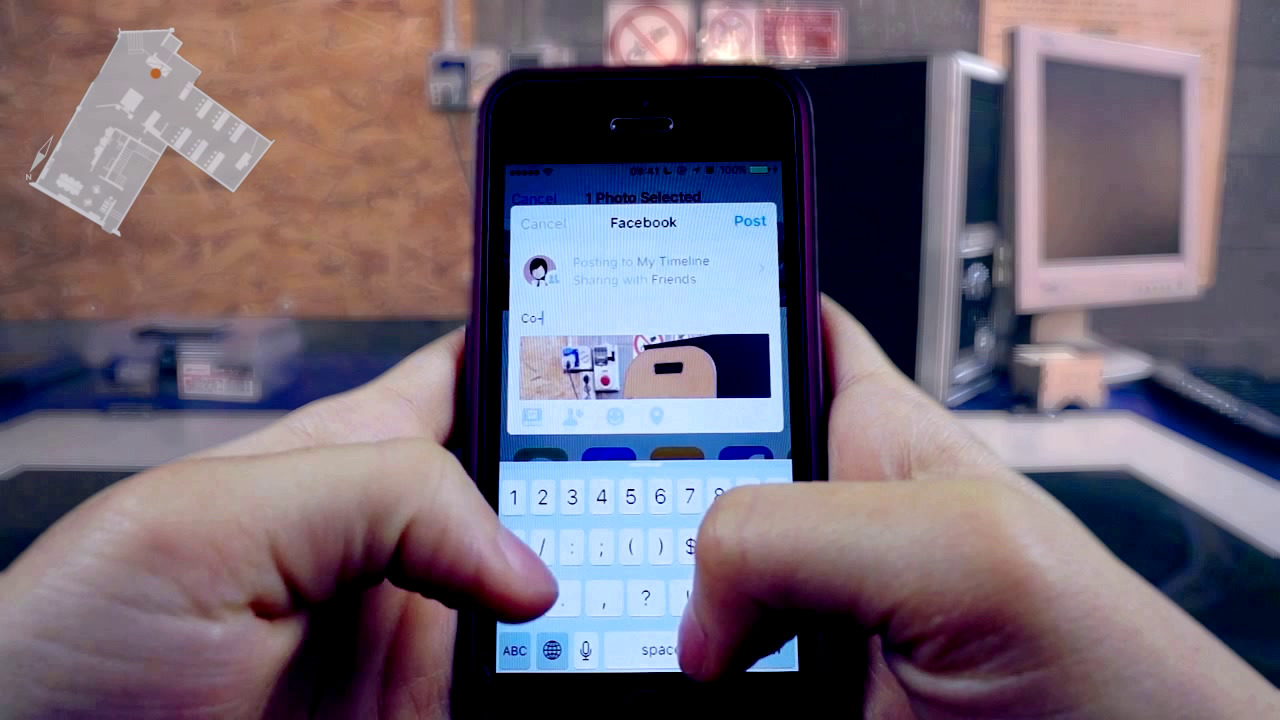 N
09:41 100%
Cancel 1 Photo Selected
Cancel Facebook Post
Posting to My Timeline
Sharing with Friends
Co-
1 2 3 4 5 6 7 8
/ : ; ( ) $
. , ?
ABC space